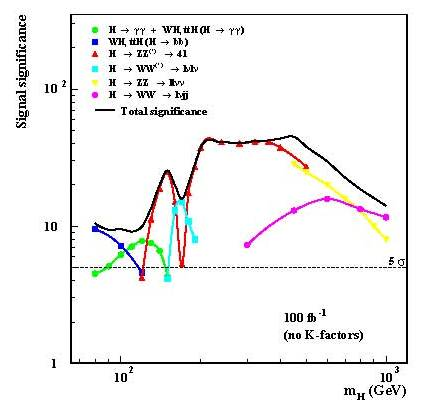 Signal significance
H → γγ + WH, ttH (H → γγ)
WH, ttH (H → bb)
H → ZZ(*) → 4l
H → WW(*) → lνlν
H → ZZ → llνν
H → WW → lνjj
Total significance
10²
10
5 σ
100 fb⁻¹
(no K-factors)
1
10²
10³
m_H (GeV)